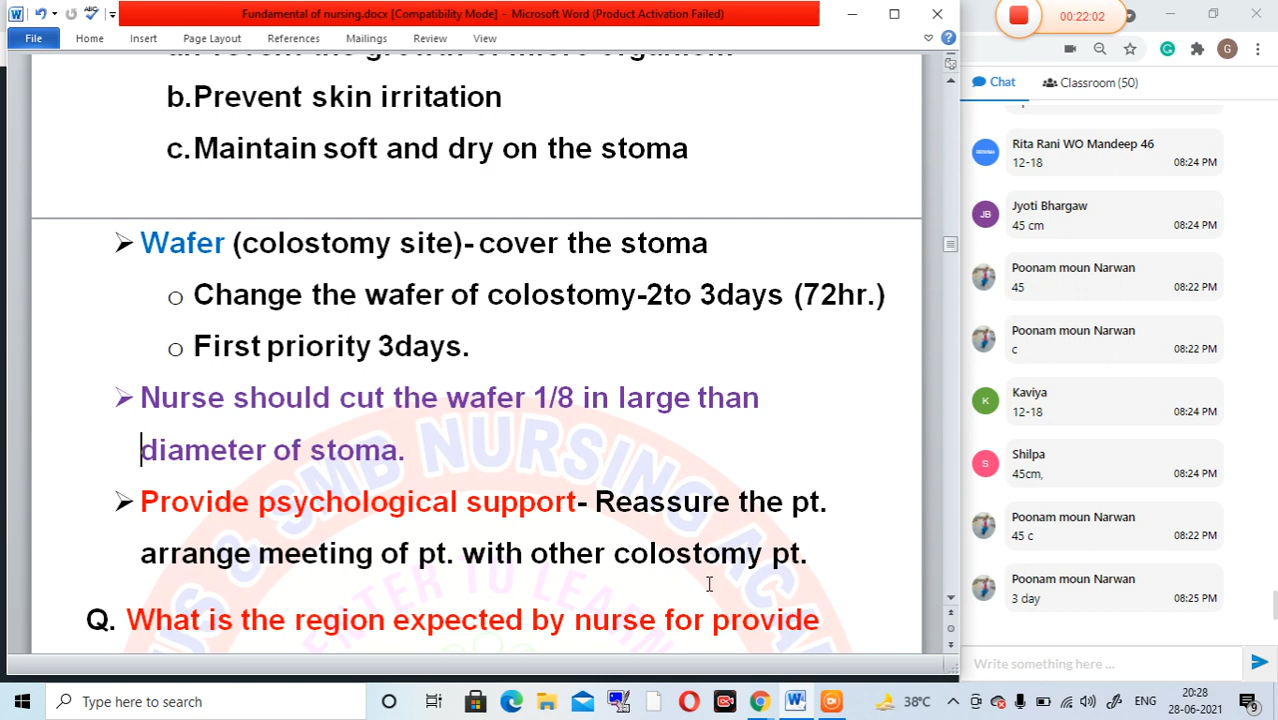 Fundamental of nursing.docx [Compatibility Mode] - Microsoft Word (Product Activation Failed)
00:22:02
File Home Insert Page Layout References Mailings Review View
G
b.Prevent skin irritation
c.Maintain soft and dry on the stoma
➢ Wafer (colostomy site)-cover the stoma
o Change the wafer of colostomy-2to 3days (72hr.)
o First priority 3days.
➢ Nurse should cut the wafer 1/8 in large than
diameter of stoma.
➢ Provide psychological support- Reassure the pt.
arrange meeting of pt. with other colostomy pt.
Q. What is the region expected by nurse for provide
Chat Classroom (50)
Rita Rani WO Mandeep 46
12-18 08:24 PM
JB Jyoti Bhargaw
45 cm 08:24 PM
Poonam moun Narwan
45 08:22 PM
Poonam moun Narwan
c 08:22 PM
K Kaviya
12-18 08:24 PM
S Shilpa
45cm, 08:24 PM
Poonam moun Narwan
45 c 08:22 PM
Poonam moun Narwan
3 day 08:25 PM
Write something here ...
Type here to search
38°C ENG 20:28
28-06-2021